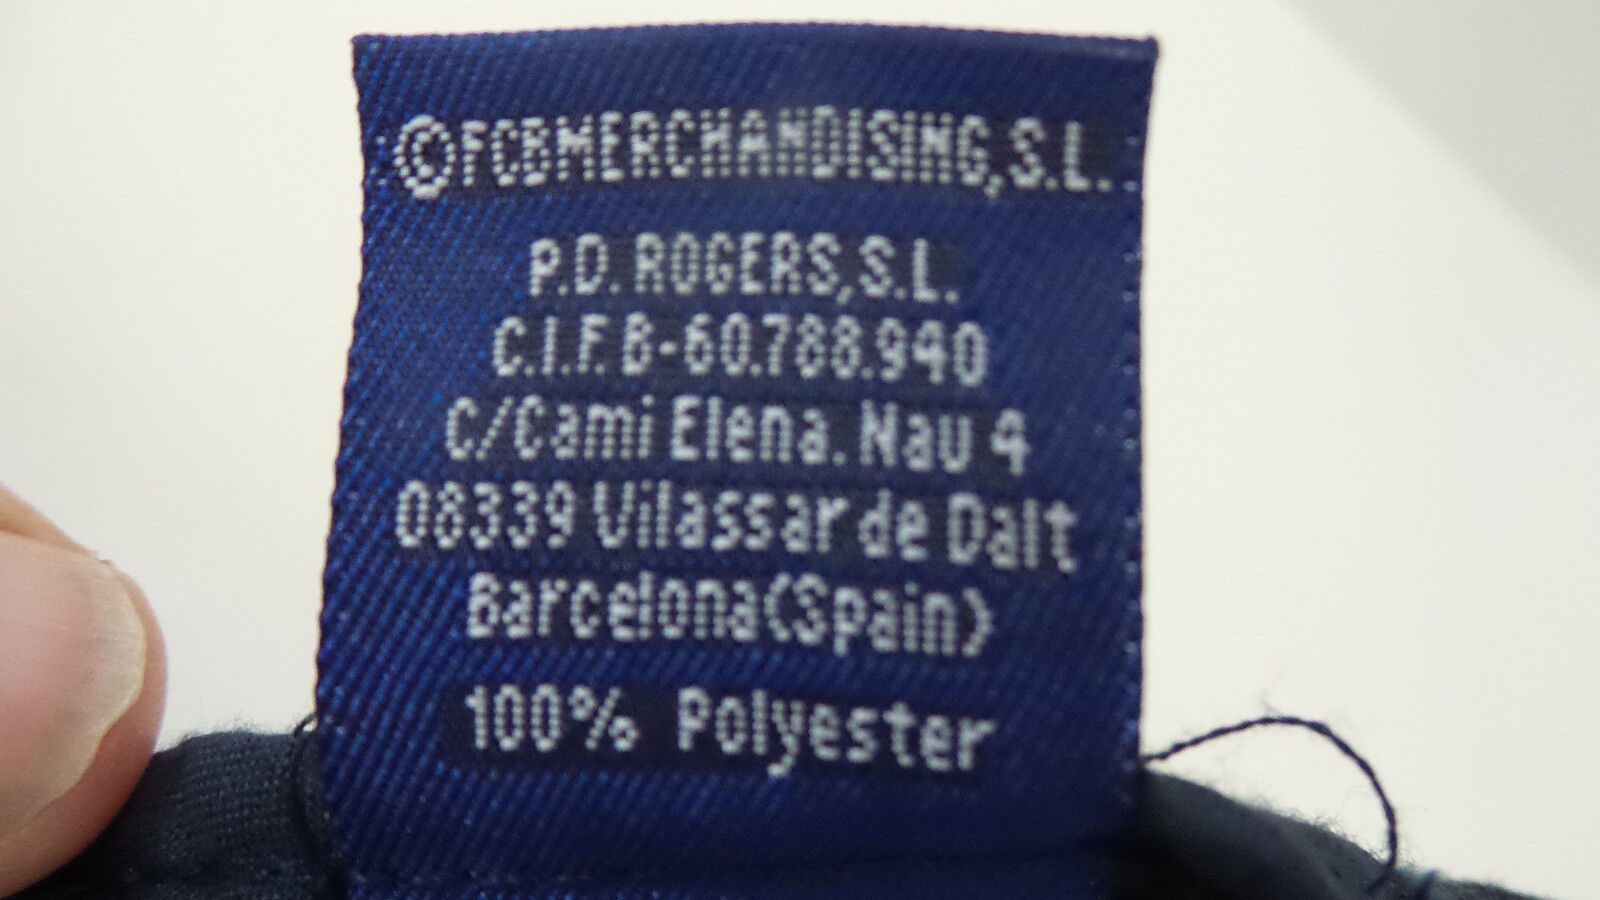 ©FCBMERCHANDISING,S.L.
P.D. ROGERS,S.L.
C.I.F.B-60.788.940
C/Cami Elena. Nau 4
08339 Vilassar de Dalt
Barcelona(Spain)
100% Polyester